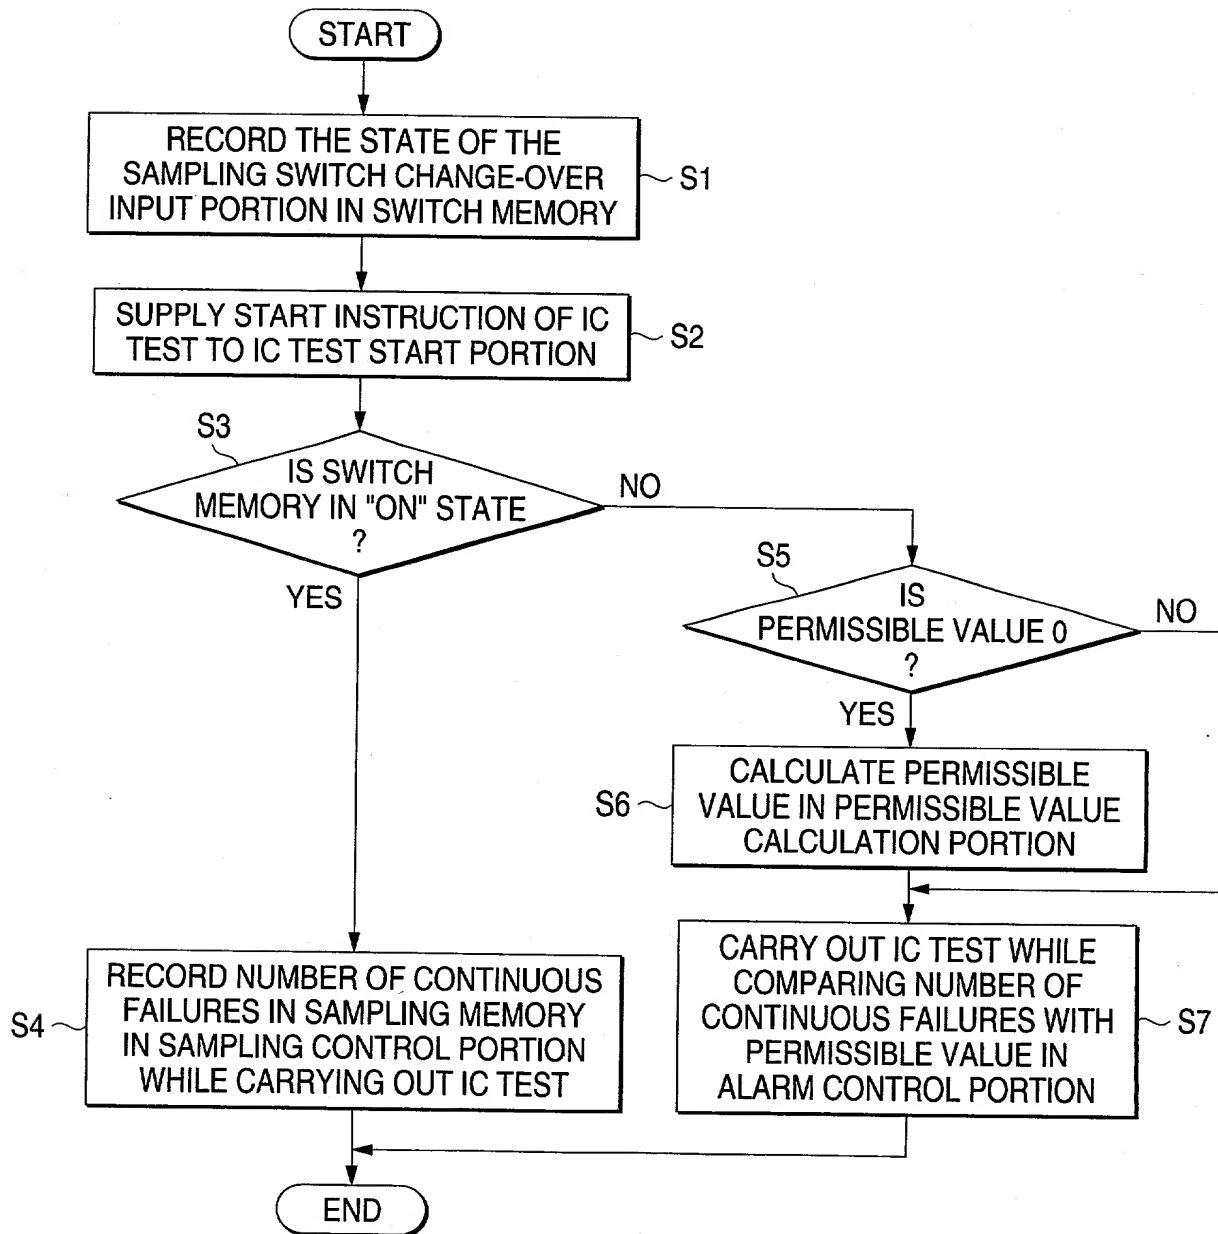 START
RECORD THE STATE OF THE
SAMPLING SWITCH CHANGE-OVER
INPUT PORTION IN SWITCH MEMORY
S1
SUPPLY START INSTRUCTION OF IC
TEST TO IC TEST START PORTION
S2
S3
IS SWITCH
MEMORY IN "ON" STATE
?
NO
YES
S5
IS
PERMISSIBLE VALUE 0
?
NO
YES
S6
CALCULATE PERMISSIBLE
VALUE IN PERMISSIBLE VALUE
CALCULATION PORTION
S4
RECORD NUMBER OF CONTINUOUS
FAILURES IN SAMPLING MEMORY
IN SAMPLING CONTROL PORTION
WHILE CARRYING OUT IC TEST
CARRY OUT IC TEST WHILE
COMPARING NUMBER OF
CONTINUOUS FAILURES WITH
PERMISSIBLE VALUE IN
ALARM CONTROL PORTION
S7
END